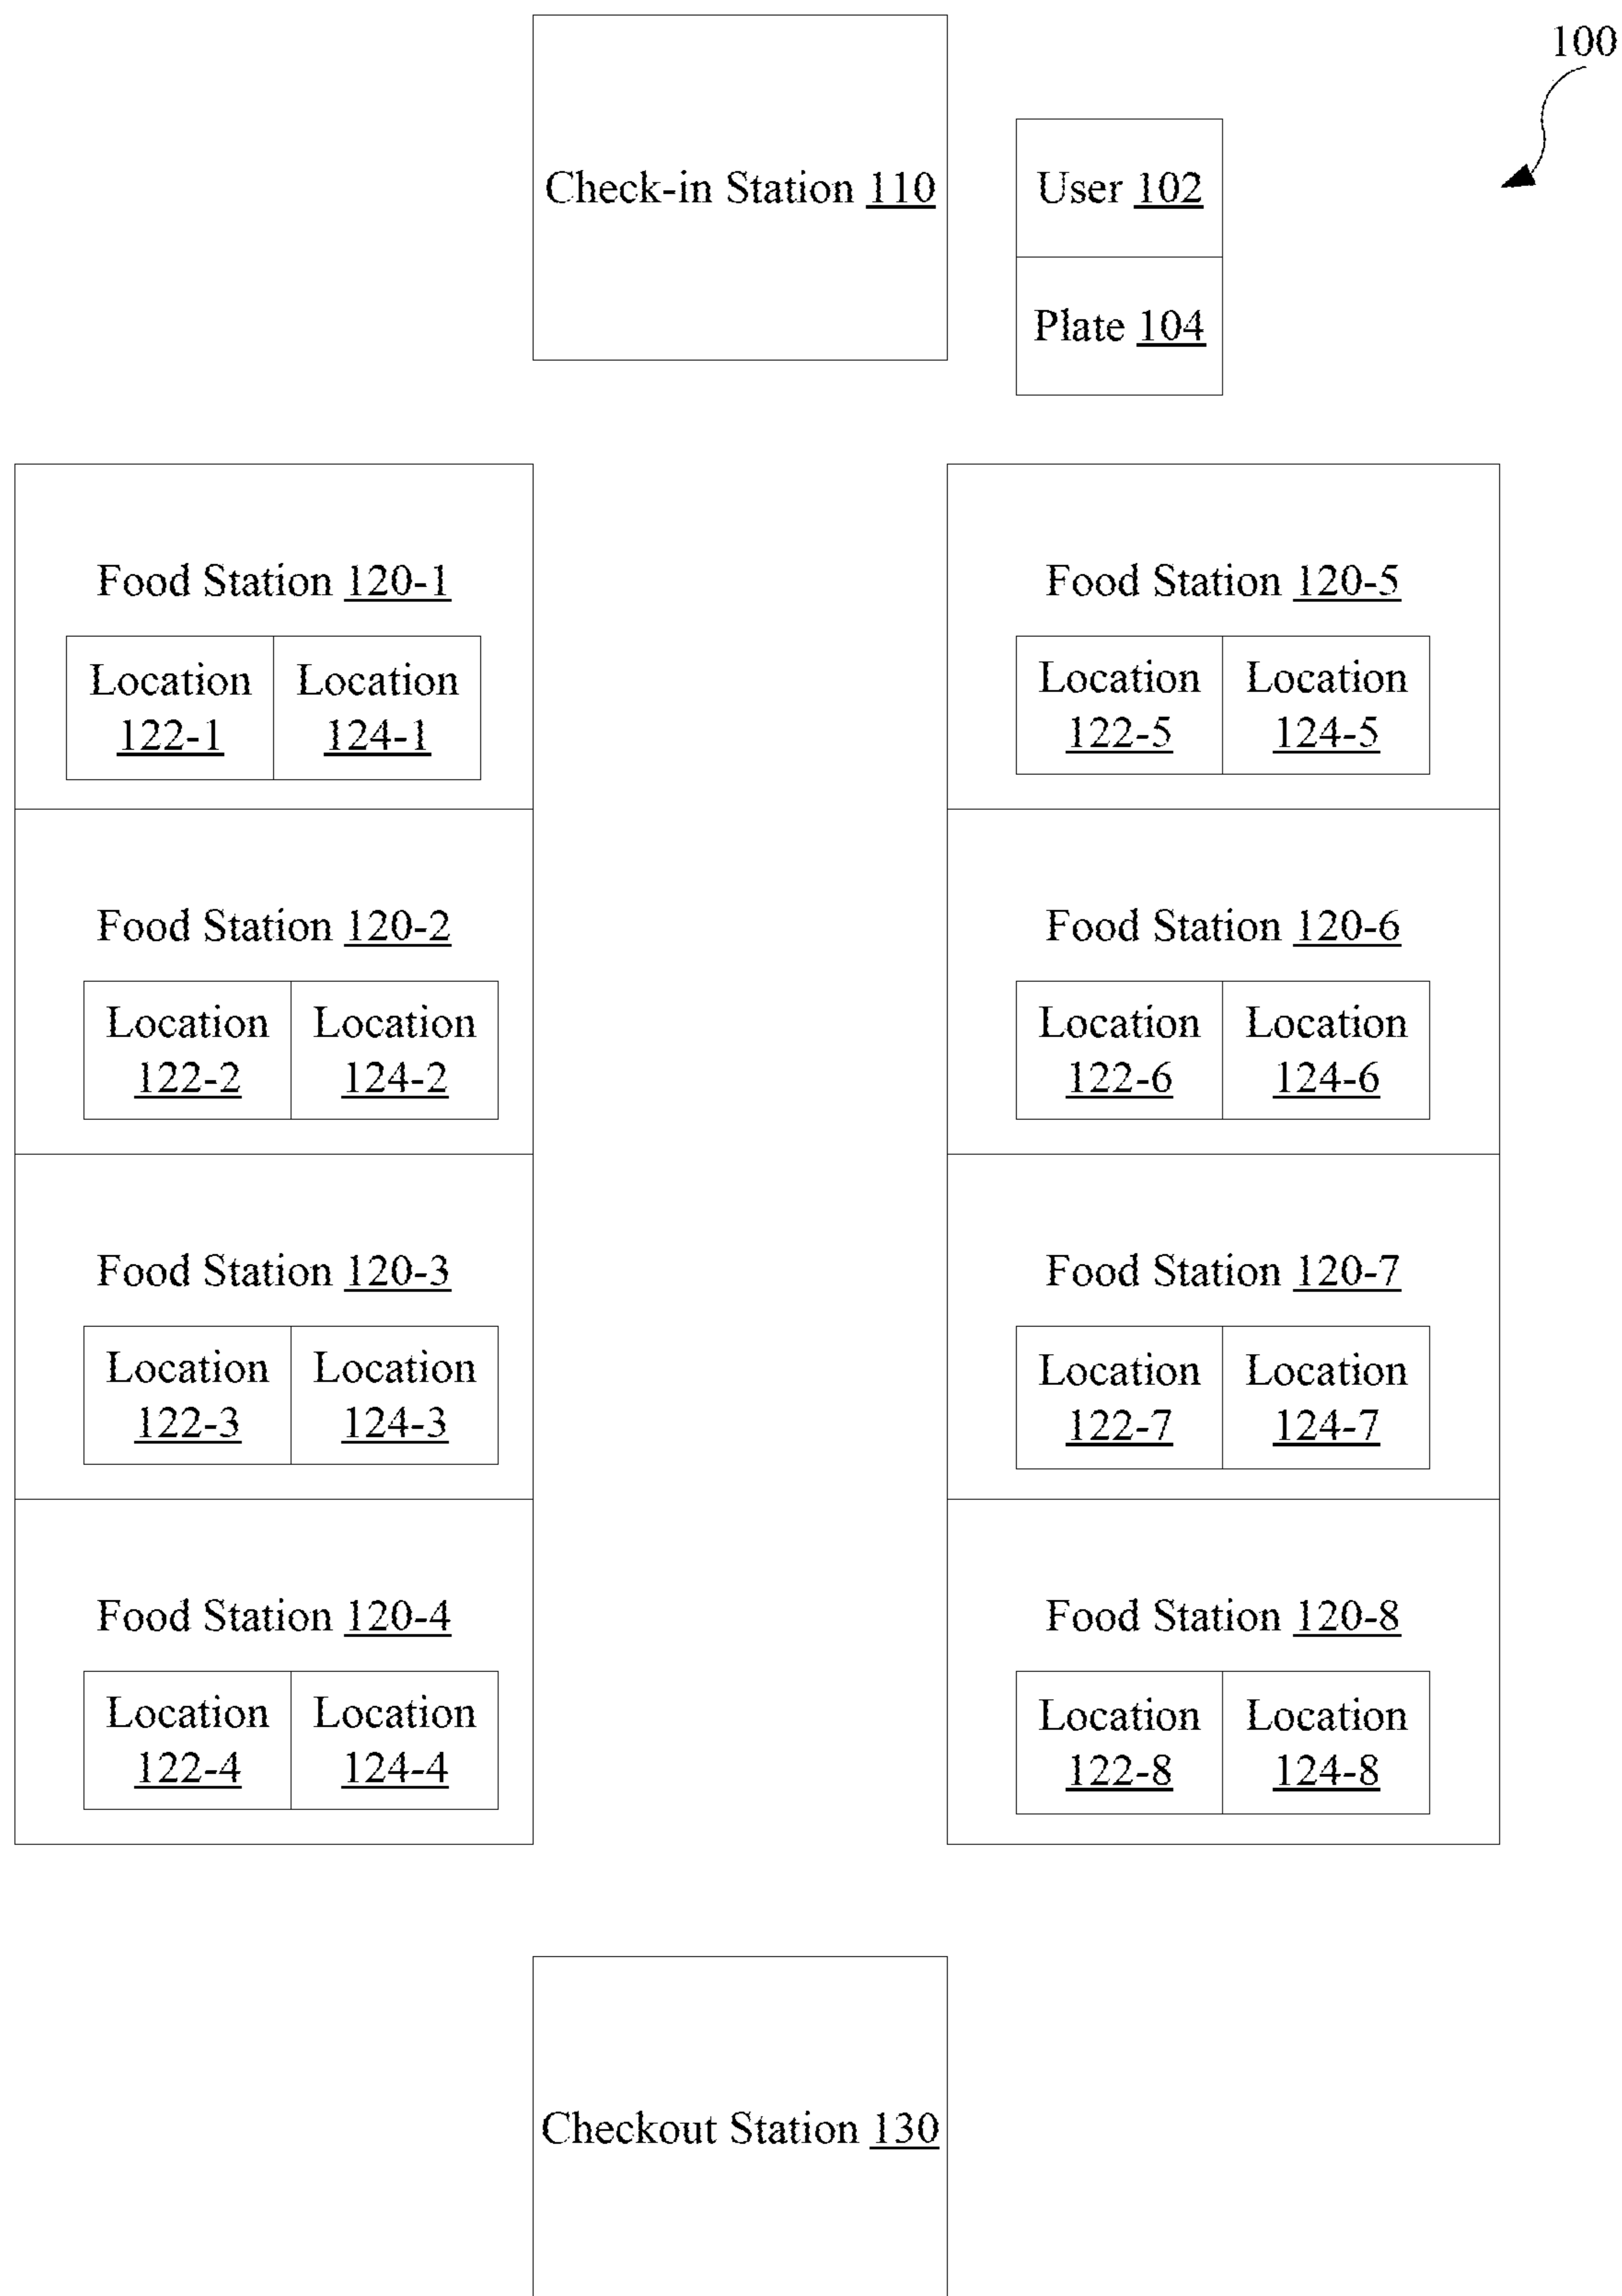 100
Check-in Station 110
User 102
Plate 104
Food Station 120-1
Location
122-1
Location
124-1
Food Station 120-2
Location
122-2
Location
124-2
Food Station 120-3
Location
122-3
Location
124-3
Food Station 120-4
Location
122-4
Location
124-4
Food Station 120-5
Location
122-5
Location
124-5
Food Station 120-6
Location
122-6
Location
124-6
Food Station 120-7
Location
122-7
Location
124-7
Food Station 120-8
Location
122-8
Location
124-8
Checkout Station 130